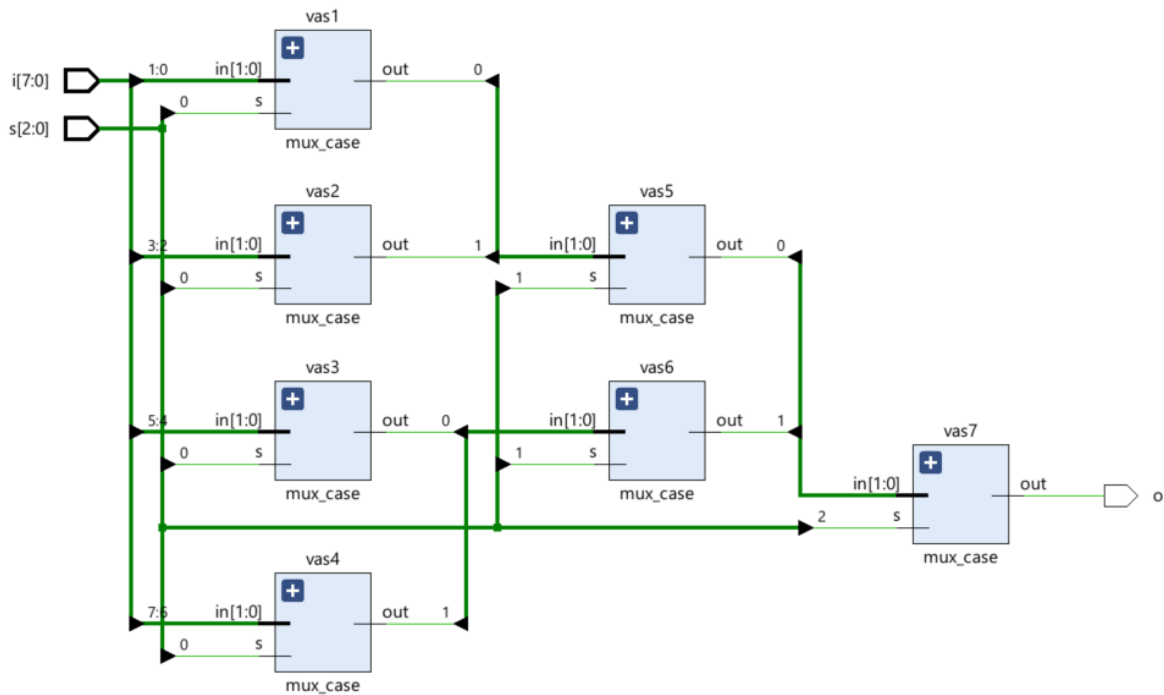 vas1
i[7:0]
1:0
in[1:0]
out
0
s[2:0]
0
s
mux_case
vas2
vas5
3:2
in[1:0]
out
1
in[1:0]
out
0
0
s
1
s
mux_case
mux_case
vas3
vas6
5:4
in[1:0]
out
0
in[1:0]
out
1
vas7
0
s
1
s
mux_case
mux_case
in[1:0]
out
o
2
s
mux_case
vas4
7:6
in[1:0]
out
1
0
s
mux_case